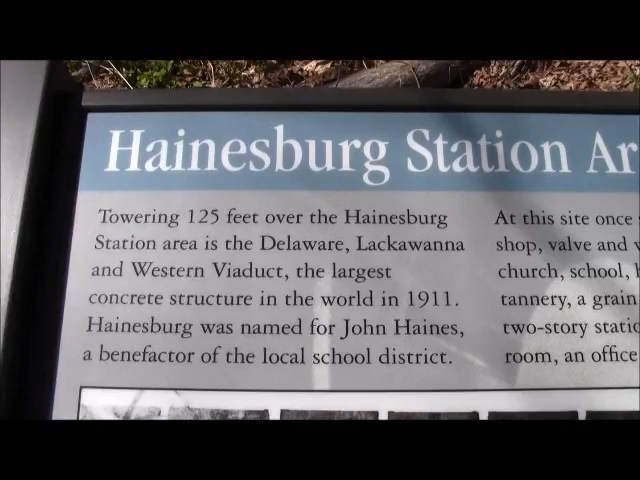 Hainesburg Station
Towering 125 feet over the Hainesburg
Station area is the Delaware, Lackawanna
and Western Viaduct, the largest
concrete structure in the world in 1911.
Hainesburg was named for John Haines,
a benefactor of the local school district.
At this site once
shop, valve and
church, school,
tannery, a grain
two-story
room, an office